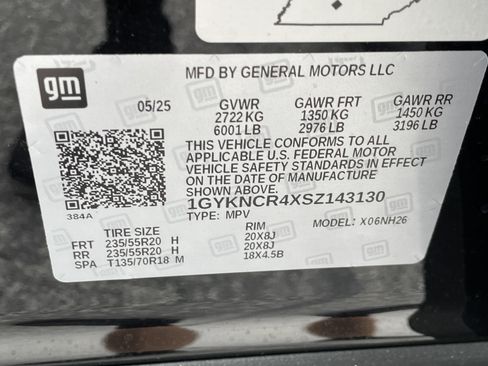 gm
MFD BY GENERAL MOTORS LLC
05/25 GVWR GAWR FRT GAWR RR
2722 KG 1350 KG 1450 KG
6001 LB 2976 LB 3196 LB
THIS VEHICLE CONFORMS TO ALL
APPLICABLE U.S. FEDERAL MOTOR
VEHICLE SAFETY STANDARDS IN EFFECT
ON THE DATE OF MANUFACTURE
SHOWN ABOVE.
1GYKNCR4XSZ143130
384A
TYPE: MPV MODEL: X06NH26
TIRE SIZE RIM
FRT 235/55R20 H 20X8J
RR 235/55R20 H 20X8J
SPA T135/70R18 M 18X4.5B